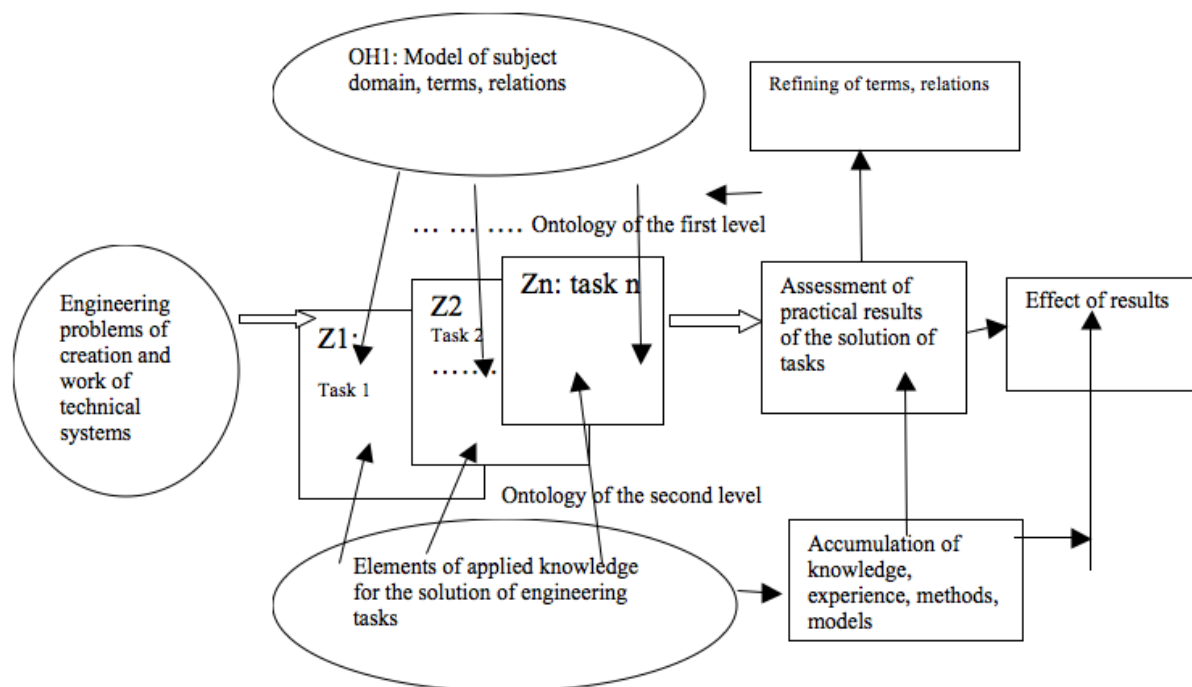 OH1: Model of subject
domain, terms, relations
Refining of terms, relations
… … …. Ontology of the first level
Engineering
problems of
creation and
work of
technical
systems
Z1:
Task 1
Z2
Task 2
…….
Zn: task n
Assessment of
practical results
of the solution of
tasks
Effect of results
Ontology of the second level
Elements of applied knowledge
for the solution of engineering
tasks
Accumulation of
knowledge,
experience, methods,
models